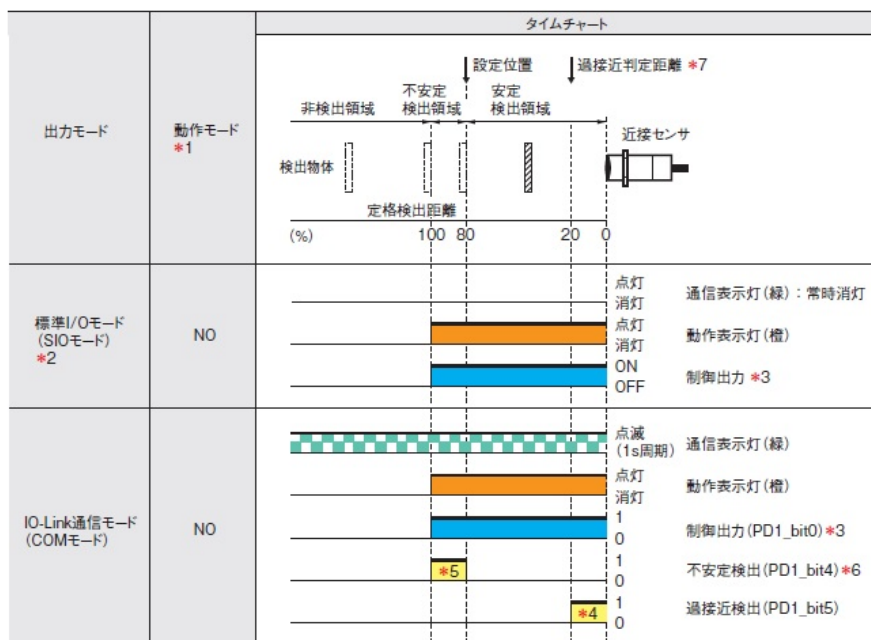 タイムチャート
出力モード
動作モード
*1
設定位置
過接近判定距離 *7
不安定
検出領域
安定
検出領域
非検出領域
近接センサ
検出物体
定格検出距離
(%)
100 80 20 0
標準I/Oモード
(SIOモード)
*2
NO
点灯
消灯
通信表示灯(緑):常時消灯
点灯
消灯
動作表示灯(橙)
ON
OFF
制御出力 *3
IO-Link通信モード
(COMモード)
NO
点滅
(1s周期)
通信表示灯(緑)
点灯
消灯
動作表示灯(橙)
1
0
制御出力(PD1_bit0)*3
*5
1
0
不安定検出(PD1_bit4)*6
*4
1
0
過接近検出(PD1_bit5)